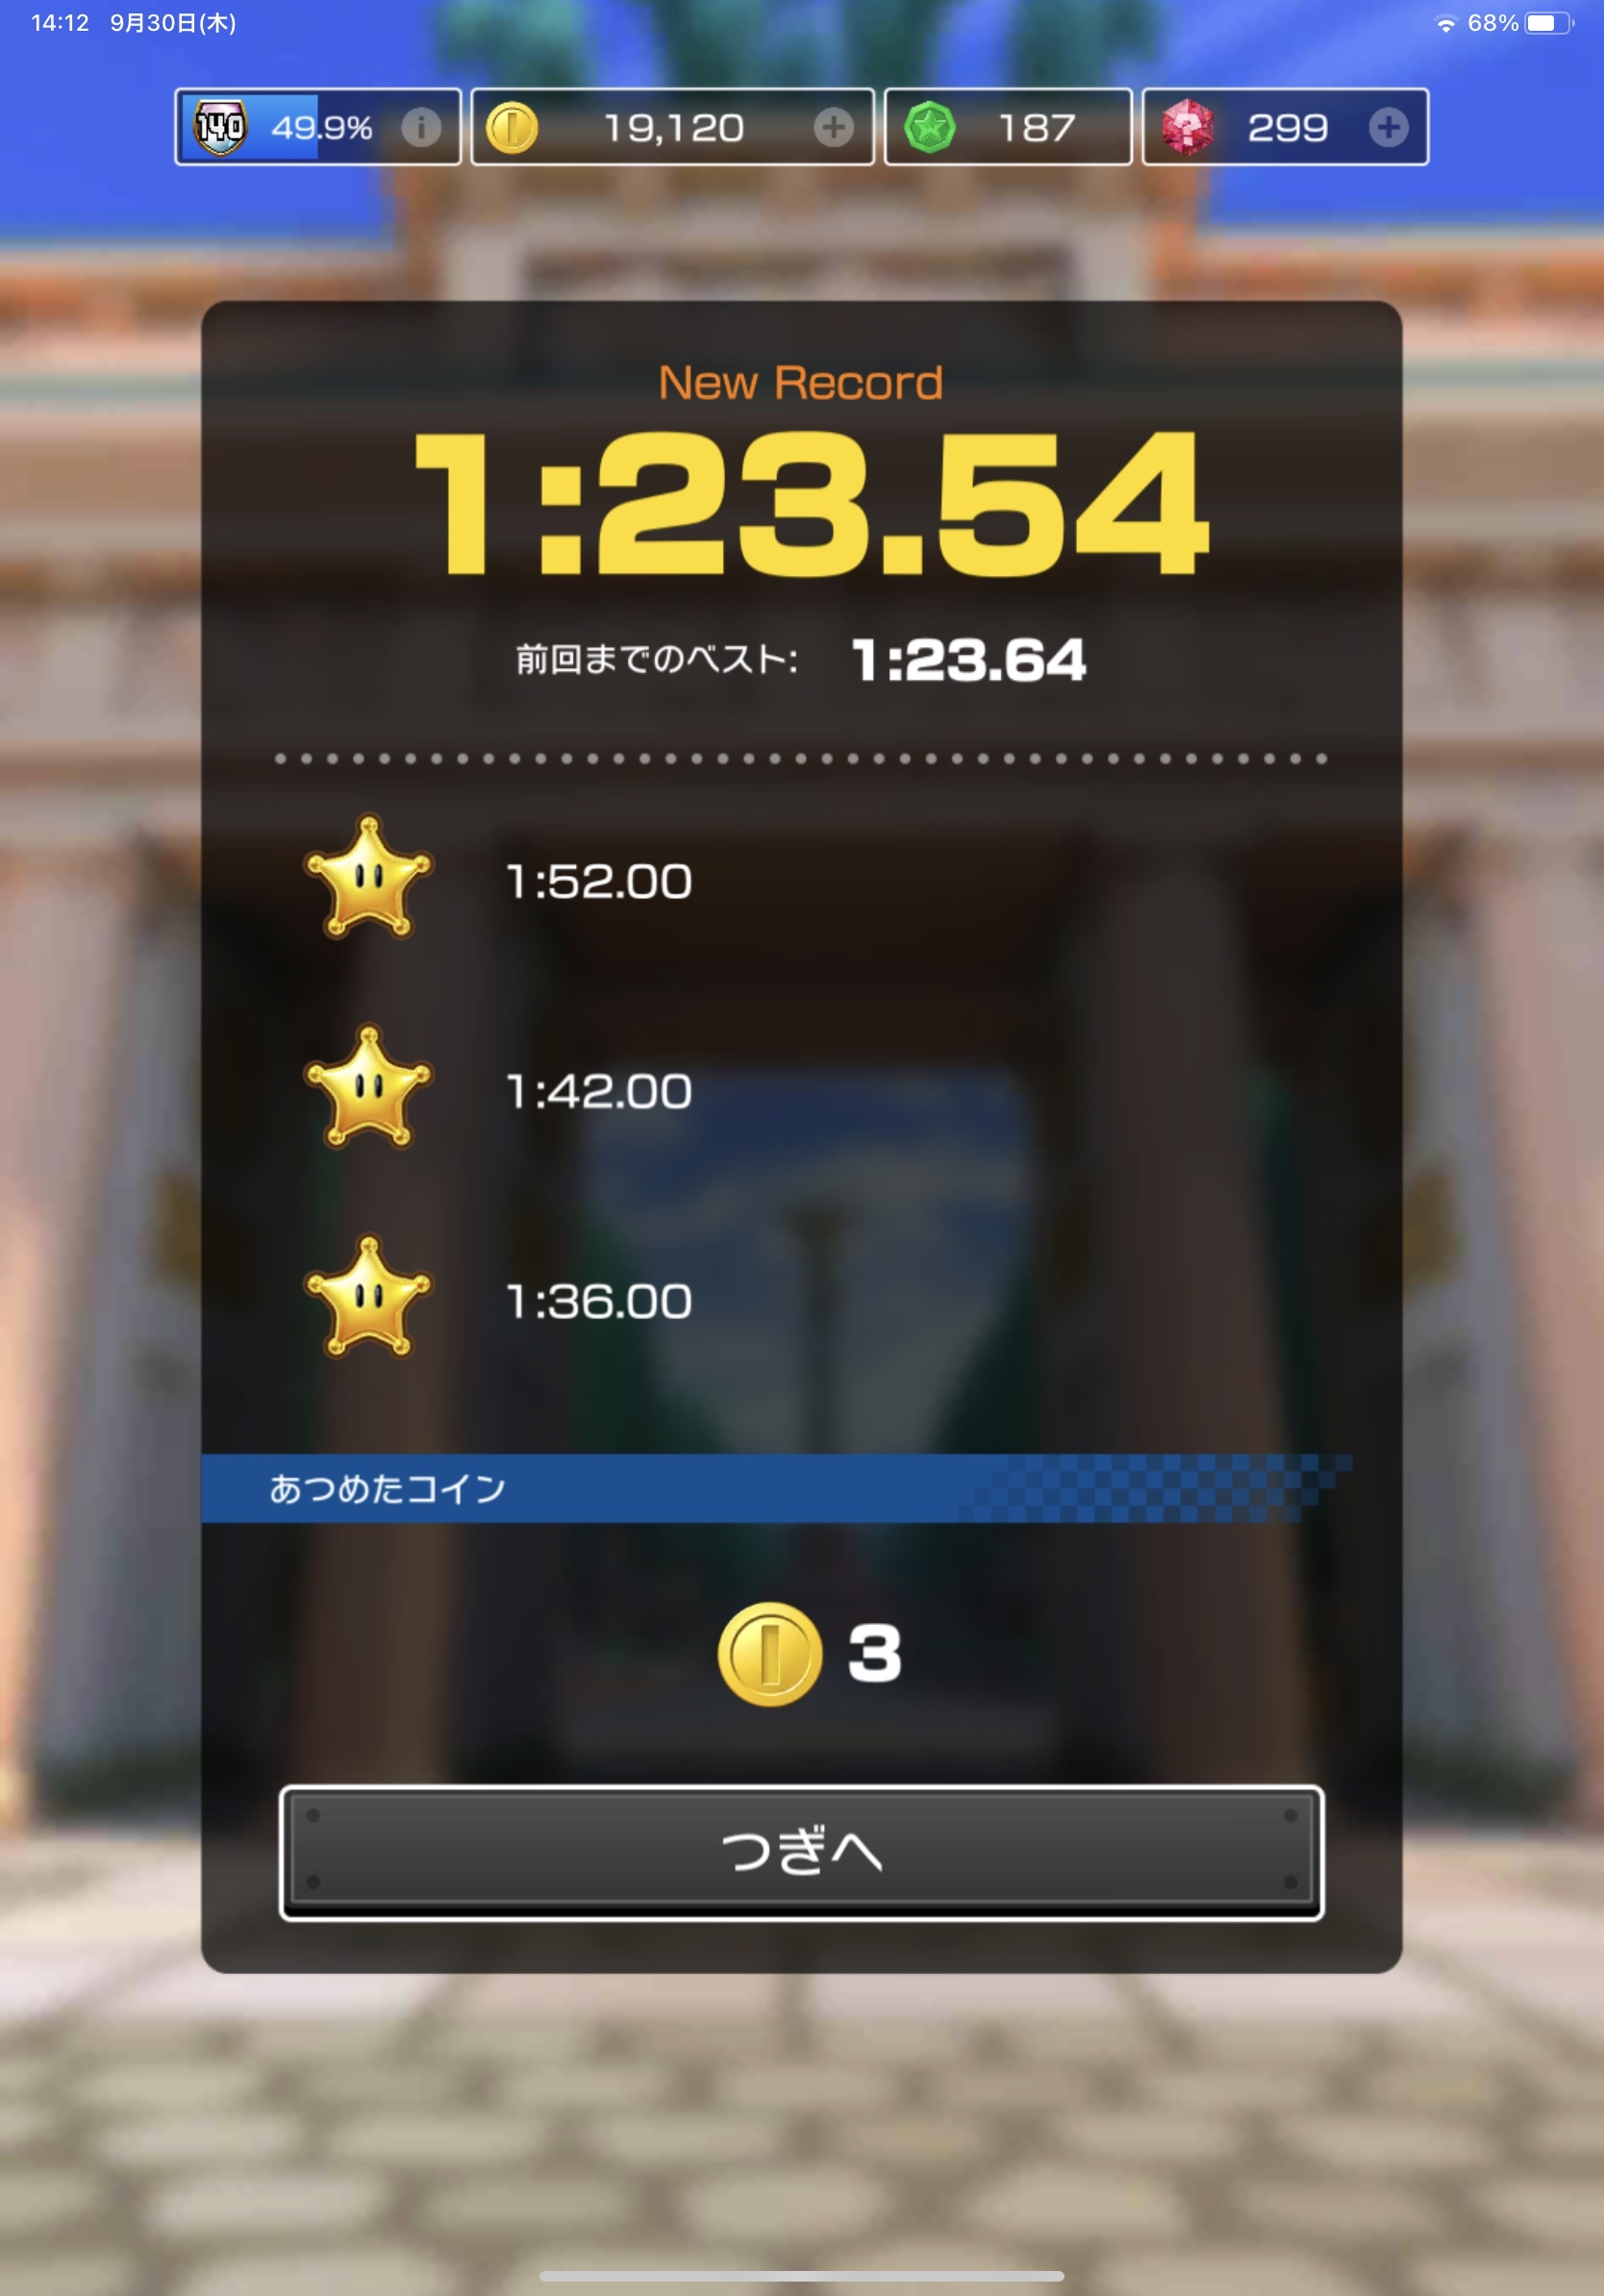 14:12 9月30日(木) 68%
140 49.9% i 19,120 + 187 ? 299 +
New Record
1:23.54
前回までのベスト: 1:23.64
1:52.00
1:42.00
1:36.00
あつめたコイン
3
つぎへ